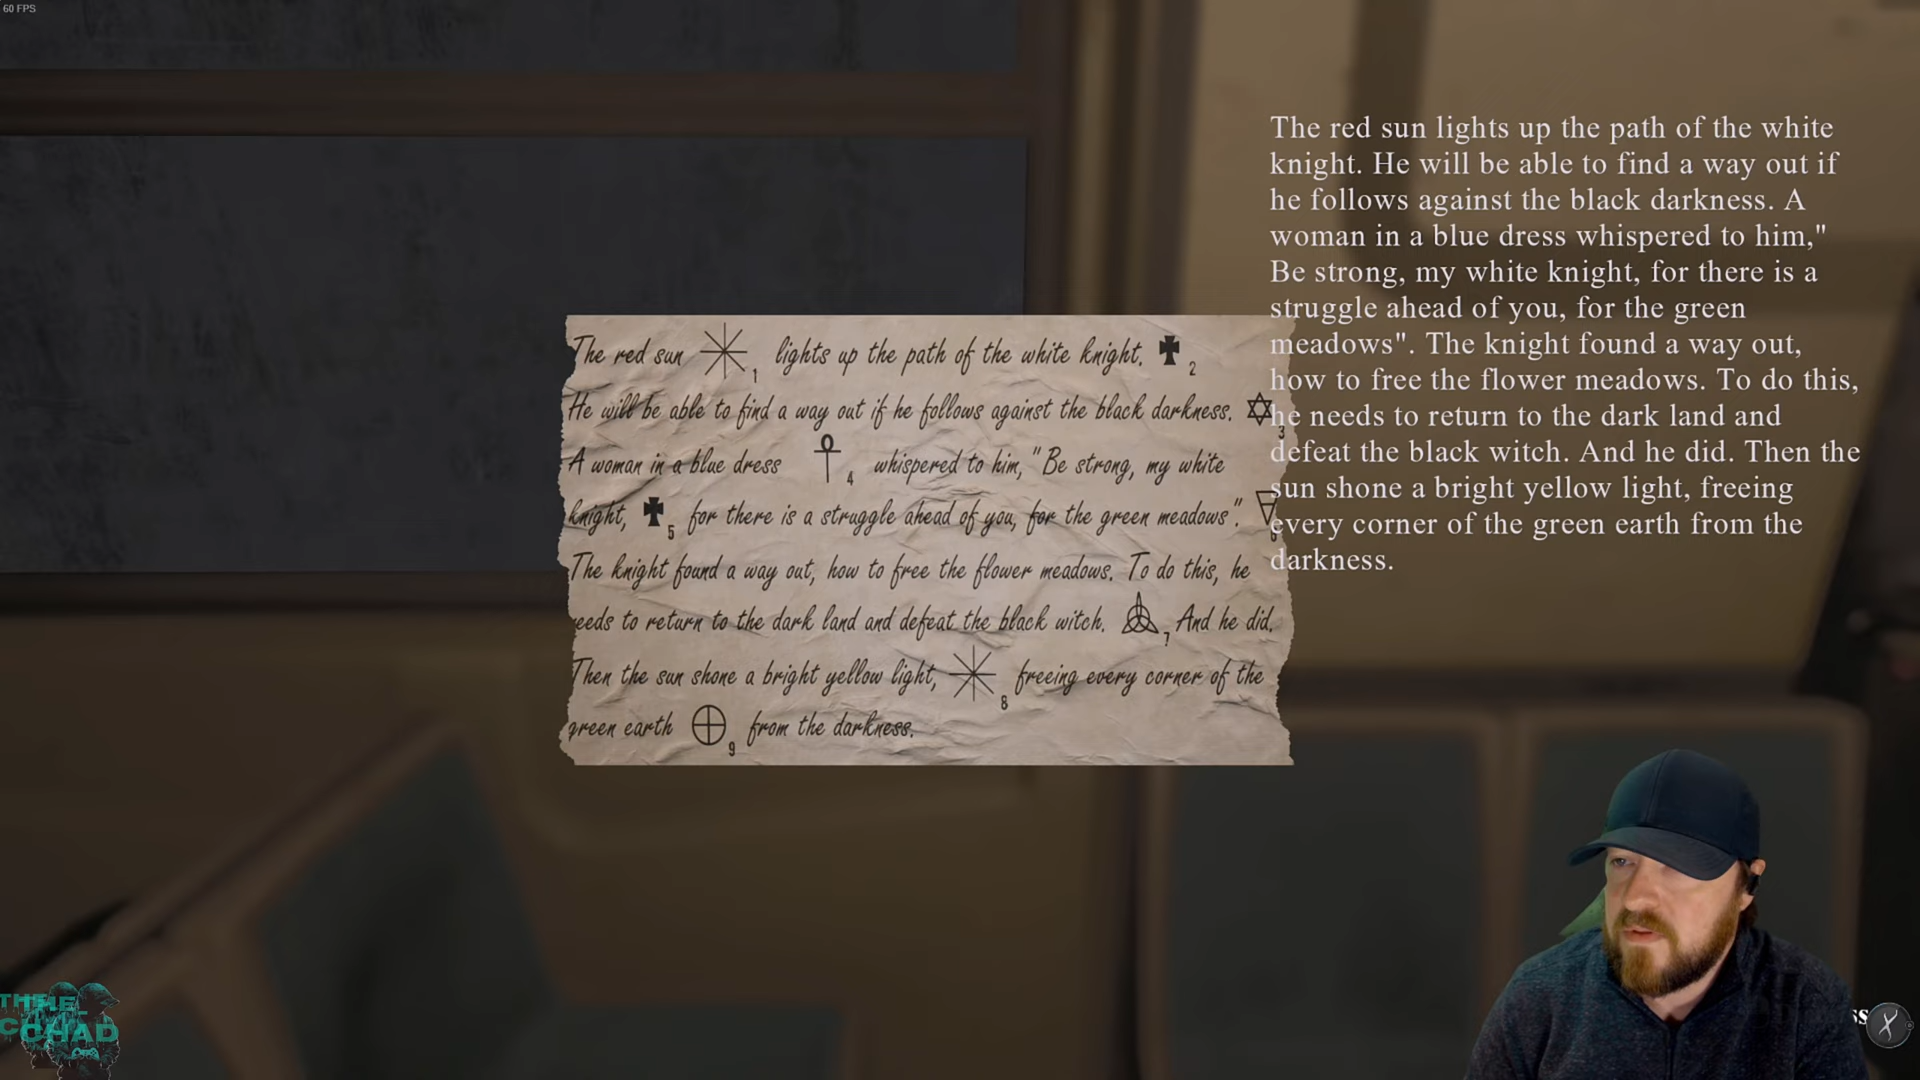 60 FPS
The red sun lights up the path of the white knight.
1
2
He will be able to find a way out if he follows against the black darkness.
3
A woman in a blue dress whispered to him, "Be strong, my white
4
knight, for there is a struggle ahead of you, for the green meadows".
5
The knight found a way out, how to free the flower meadows. To do this, he
eeds to return to the dark land and defeat the black witch. And he did.
7
Then the sun shone a bright yellow light, freeing every corner of the
8
green earth from the darkness.
9
The red sun lights up the path of the white
knight. He will be able to find a way out if
he follows against the black darkness. A
woman in a blue dress whispered to him,"
Be strong, my white knight, for there is a
struggle ahead of you, for the green
meadows". The knight found a way out,
how to free the flower meadows. To do this,
he needs to return to the dark land and
defeat the black witch. And he did. Then the
sun shone a bright yellow light, freeing
every corner of the green earth from the
darkness.
THE
CHAD
X